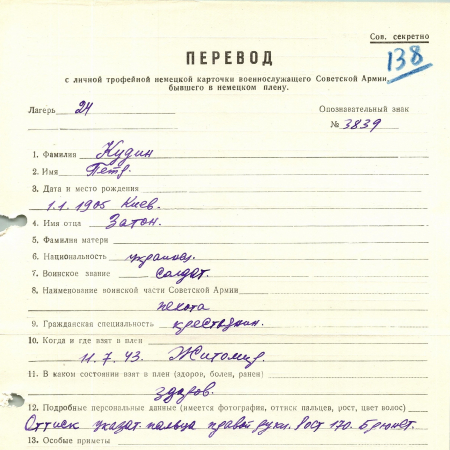 Сов. секретно
138
ПЕРЕВОД
с личной трофейной немецкой карточки военнослужащего Советской Армии,
бывшего в немецком плену.
Лагерь 24 Опознавательный знак
№ 3839
1. Фамилия Кудин
2. Имя Петр.
3. Дата и место рождения
1.1.1905 Киев.
4. Имя отца Затон.
5. Фамилия матери
6. Национальность украинец.
7. Воинское звание солдат.
8. Наименование воинской части Советской Армии
пехота
9. Гражданская специальность крестьянин.
10. Когда и где взят в плен
11.7.43. Житомир.
11. В каком состоянии взят в плен (здоров, болен, ранен)
здоров.
12. Подробные персональные данные (имеется фотография, оттиск пальцев, рост, цвет волос)
Оттиск указат. пальца правой руки. Рост 170. Брюнет.
13. Особые приметы